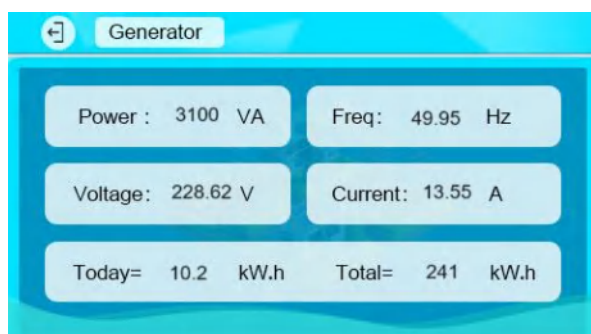 Generator
Power : 3100 VA Freq: 49.95 Hz
Voltage: 228.62 V Current: 13.55 A
Today= 10.2 kW.h Total= 241 kW.h